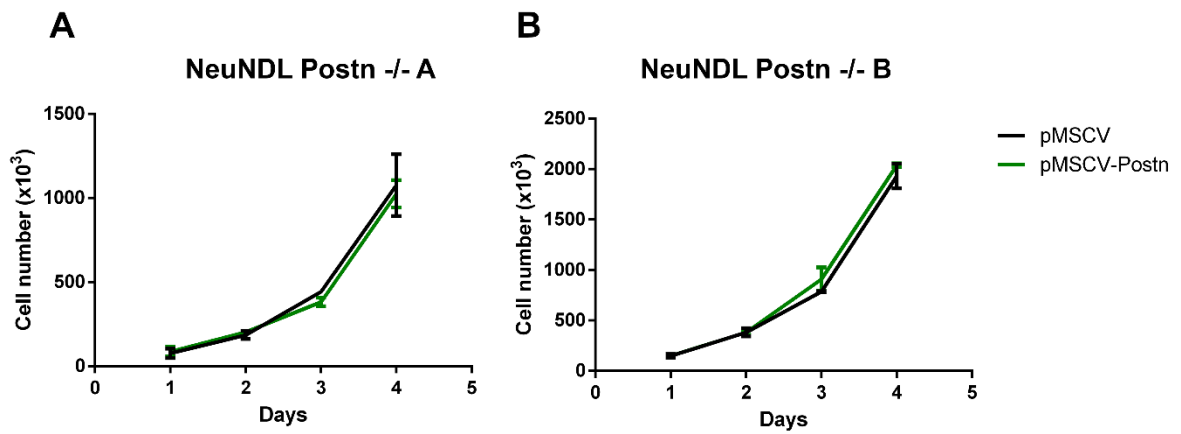 A
NeuNDL Postn -/- A
Cell number (x10³)
1500
1000
500
0
0 1 2 3 4 5
Days
B
NeuNDL Postn -/- B
Cell number (x10³)
2500
2000
1500
1000
500
0
0 1 2 3 4 5
Days
pMSCV
pMSCV-Postn